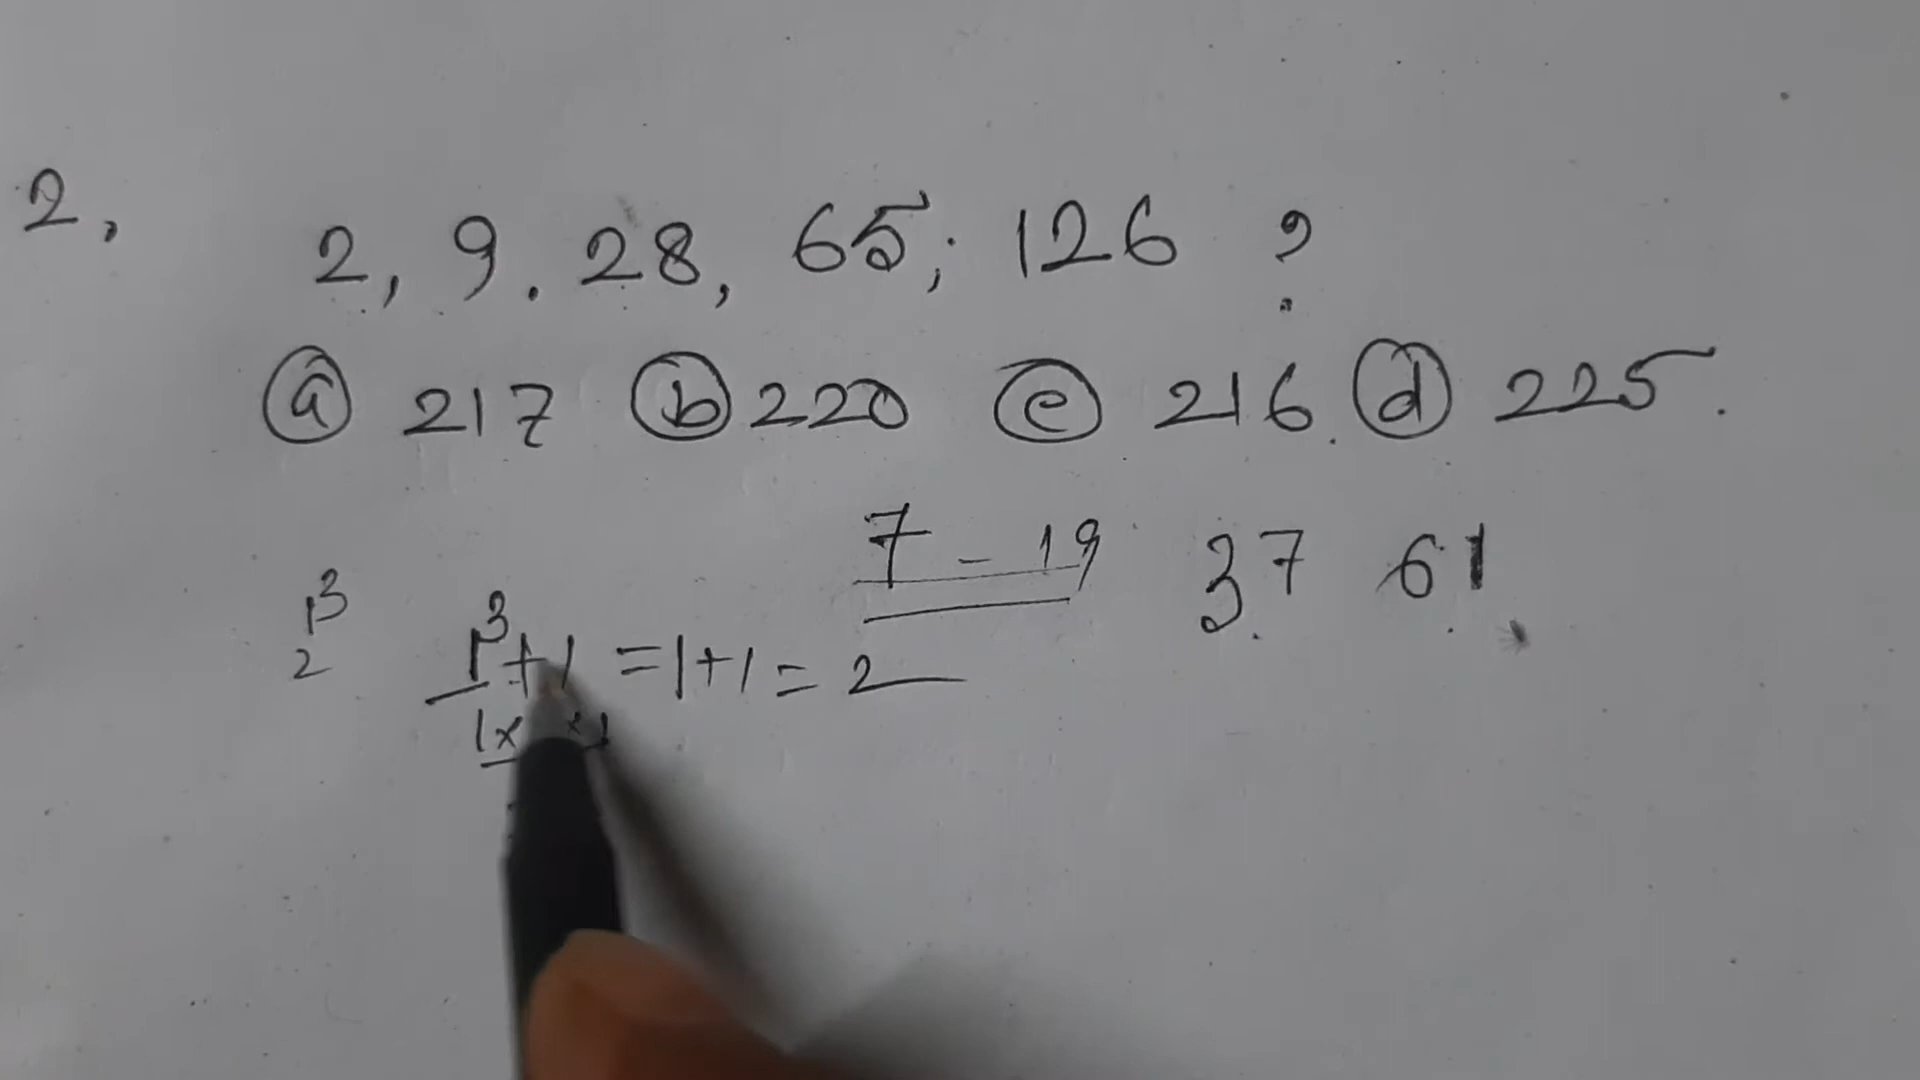 2,
2, 9. 28, 65; 126 ?
ⓐ 217 ⓑ 220 ⓒ 216. ⓓ 225.
7 - 19 37 61
1³
2
1³+1 = 1+1 = 2
1×